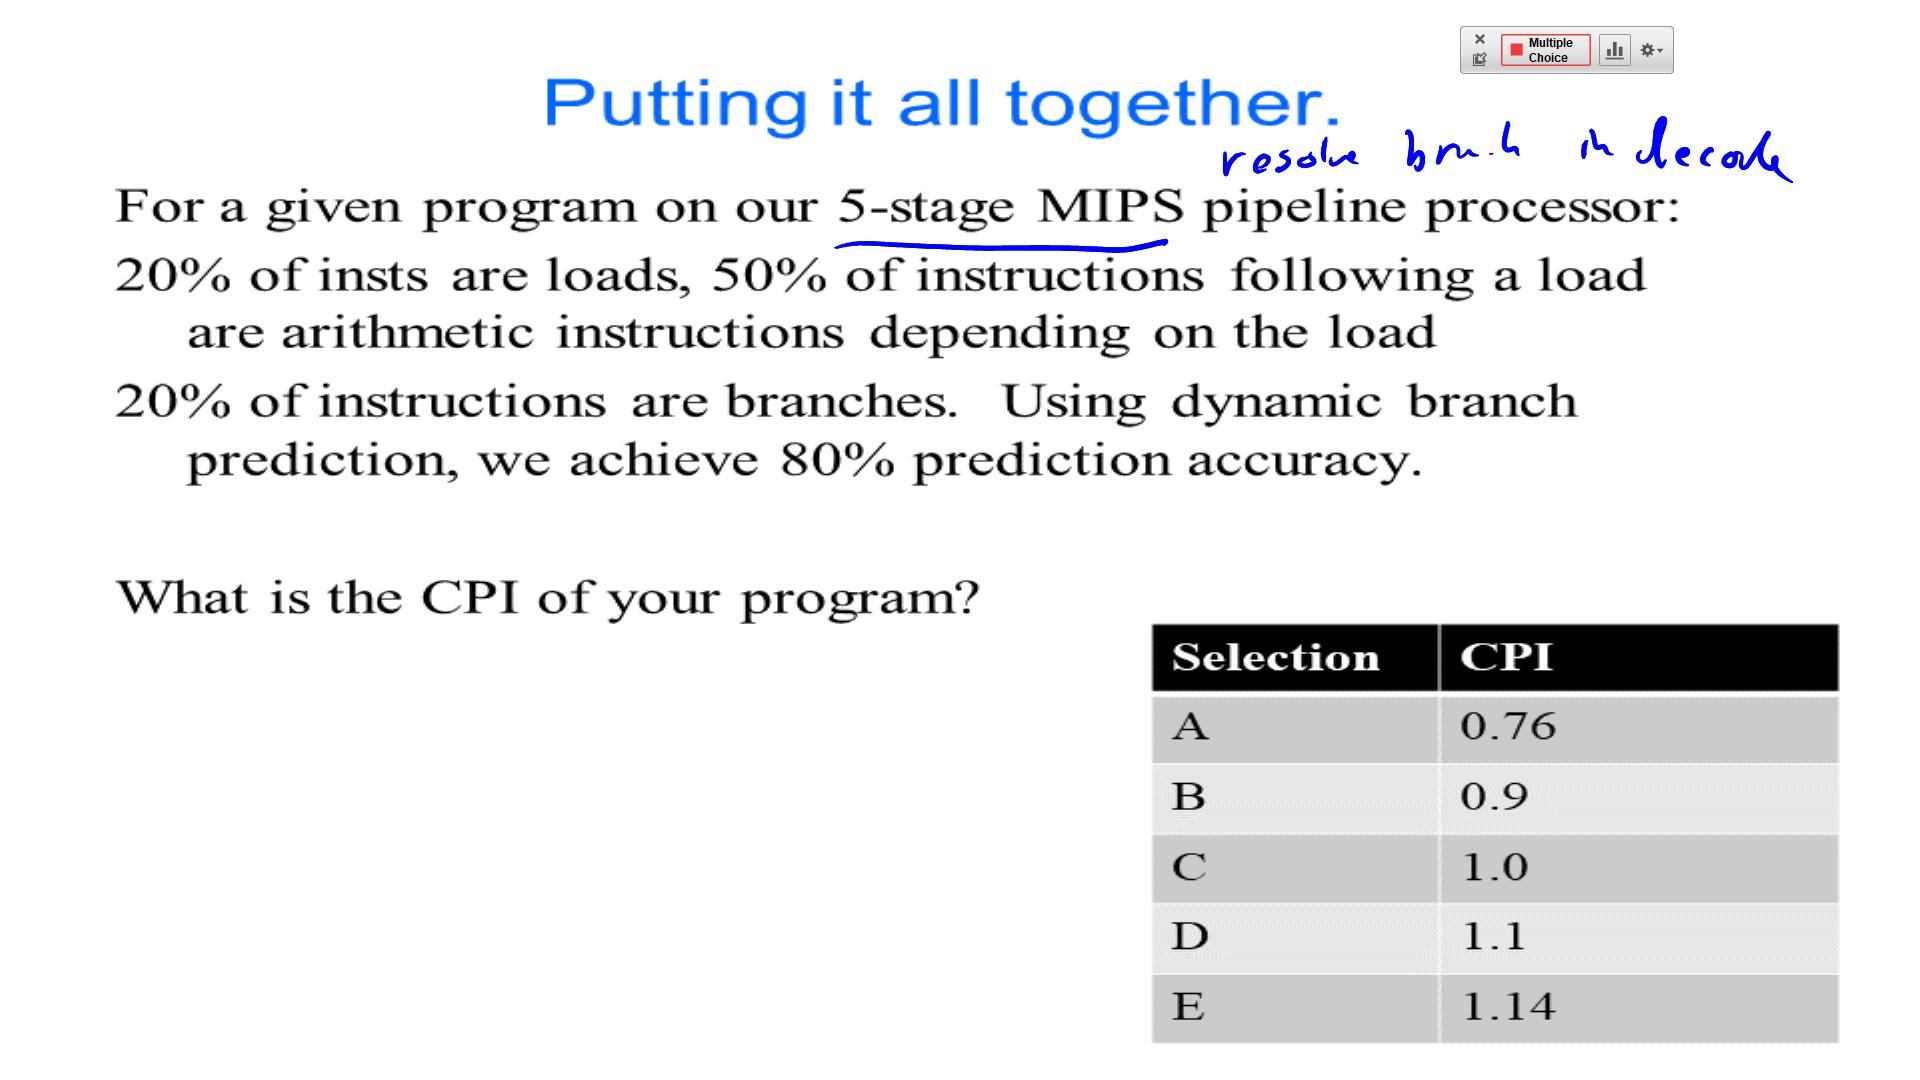 Multiple
Choice
Putting it all together.
resolve branch in decode
For a given program on our 5-stage MIPS pipeline processor:
20% of insts are loads, 50% of instructions following a load
are arithmetic instructions depending on the load
20% of instructions are branches. Using dynamic branch
prediction, we achieve 80% prediction accuracy.
What is the CPI of your program?
Selection CPI
A 0.76
B 0.9
C 1.0
D 1.1
E 1.14